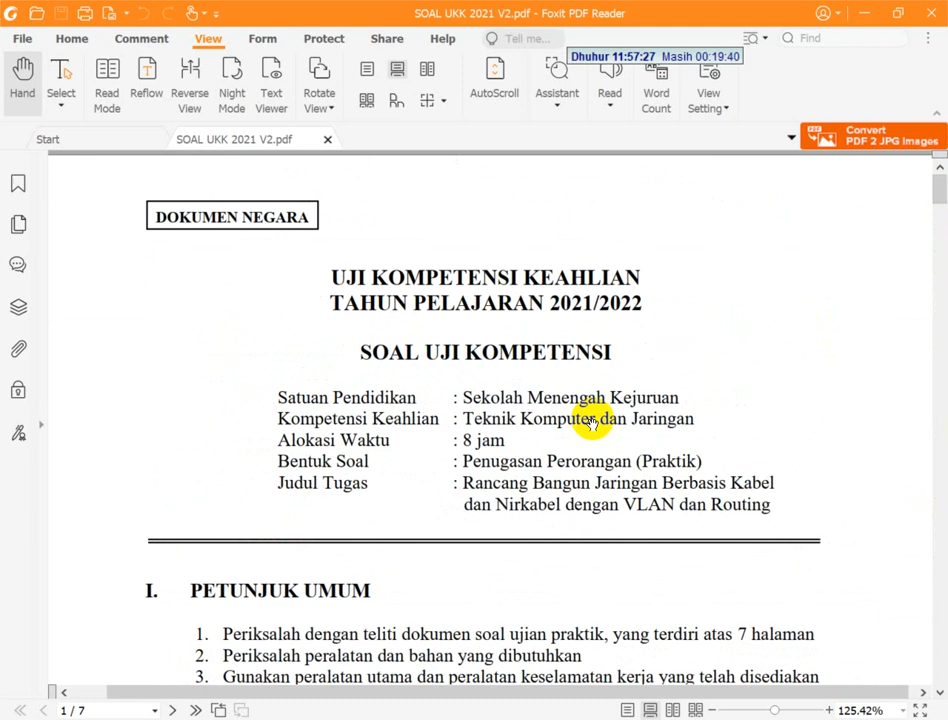 SOAL UKK 2021 V2.pdf - Foxit PDF Reader
File Home Comment View Form Protect Share Help Tell me... Find
Dhuhur 11:57:27 Masih 00:19:40
Hand Select Read Mode Reflow Reverse View Night Mode Text Viewer Rotate View AutoScroll Assistant Read Word Count View Setting
Start SOAL UKK 2021 V2.pdf
Convert
PDF 2 JPG Images
DOKUMEN NEGARA
UJI KOMPETENSI KEAHLIAN
TAHUN PELAJARAN 2021/2022
SOAL UJI KOMPETENSI
Satuan Pendidikan : Sekolah Menengah Kejuruan
Kompetensi Keahlian : Teknik Komputer dan Jaringan
Alokasi Waktu : 8 jam
Bentuk Soal : Penugasan Perorangan (Praktik)
Judul Tugas : Rancang Bangun Jaringan Berbasis Kabel
dan Nirkabel dengan VLAN dan Routing
I. PETUNJUK UMUM
1. Periksalah dengan teliti dokumen soal ujian praktik, yang terdiri atas 7 halaman
2. Periksalah peralatan dan bahan yang dibutuhkan
3. Gunakan peralatan utama dan peralatan keselamatan kerja yang telah disediakan
1 / 7 125.42%